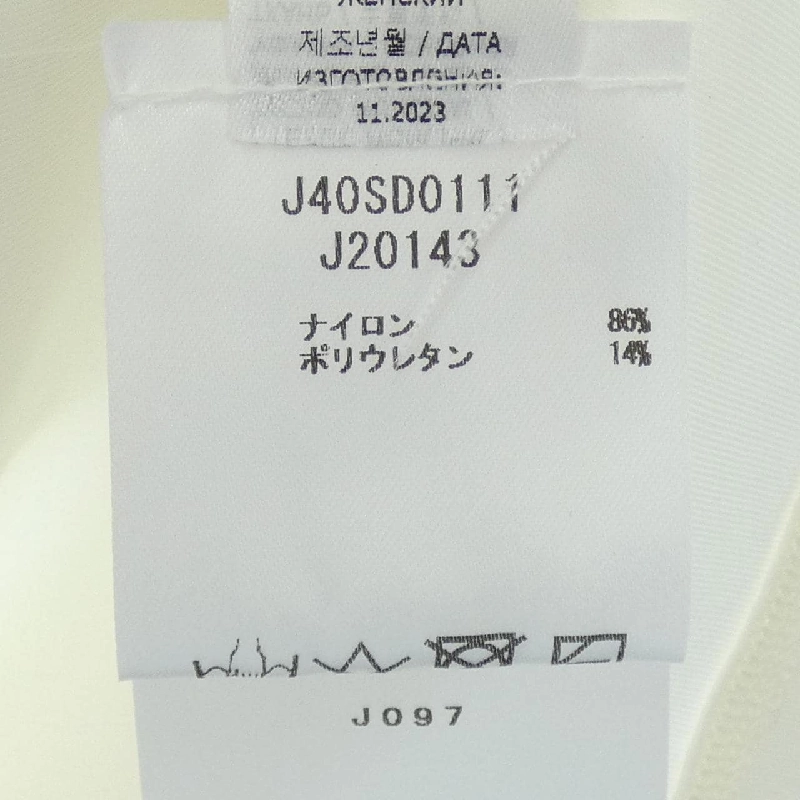 ЖЕНСКИЙ
제조년월 / ДАТА
ИЗГОТОВЛЕНИЯ:
11.2023
J40SD0111
J20143
ナイロン 86%
ポリウレタン 14%
J097